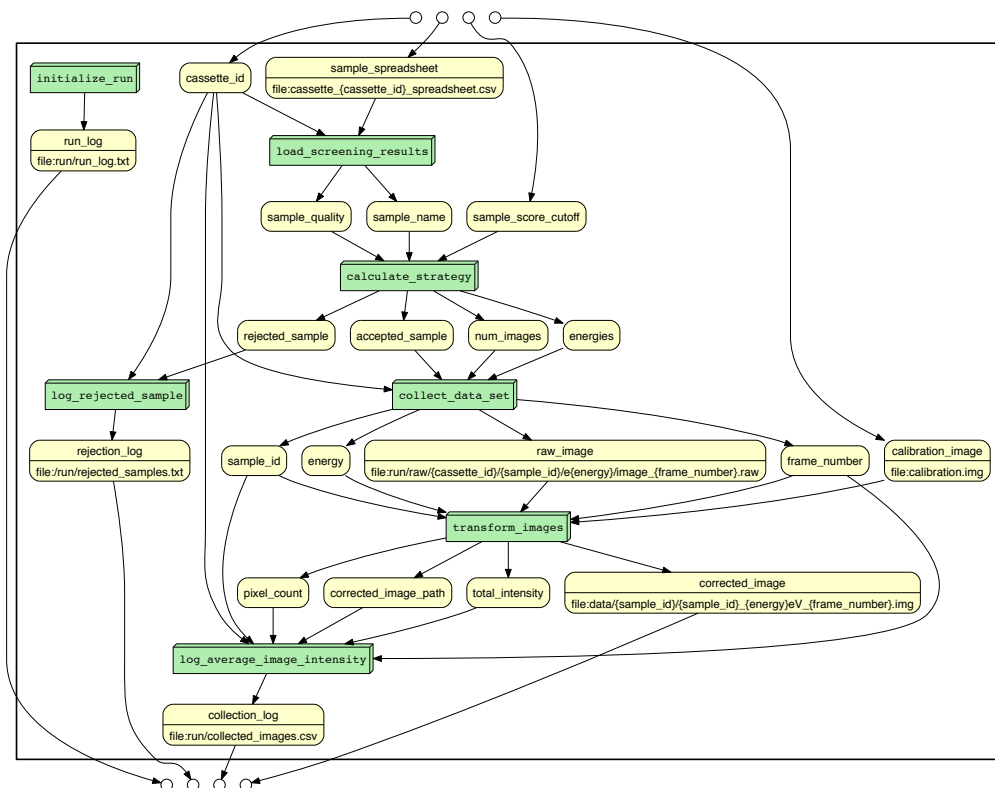 initialize_run
cassette_id
sample_spreadsheet
file:cassette_{cassette_id}_spreadsheet.csv
run_log
file:run/run_log.txt
load_screening_results
sample_quality
sample_name
sample_score_cutoff
calculate_strategy
rejected_sample
accepted_sample
num_images
energies
log_rejected_sample
collect_data_set
rejection_log
file:/run/rejected_samples.txt
sample_id
energy
raw_image
file:run/raw/{cassette_id}/{sample_id}/e{energy}/image_{frame_number}.raw
frame_number
calibration_image
file:calibration.img
transform_images
pixel_count
corrected_image_path
total_intensity
corrected_image
file:data/{sample_id}/{sample_id}_{energy}eV_{frame_number}.img
log_average_image_intensity
collection_log
file:run/collected_images.csv